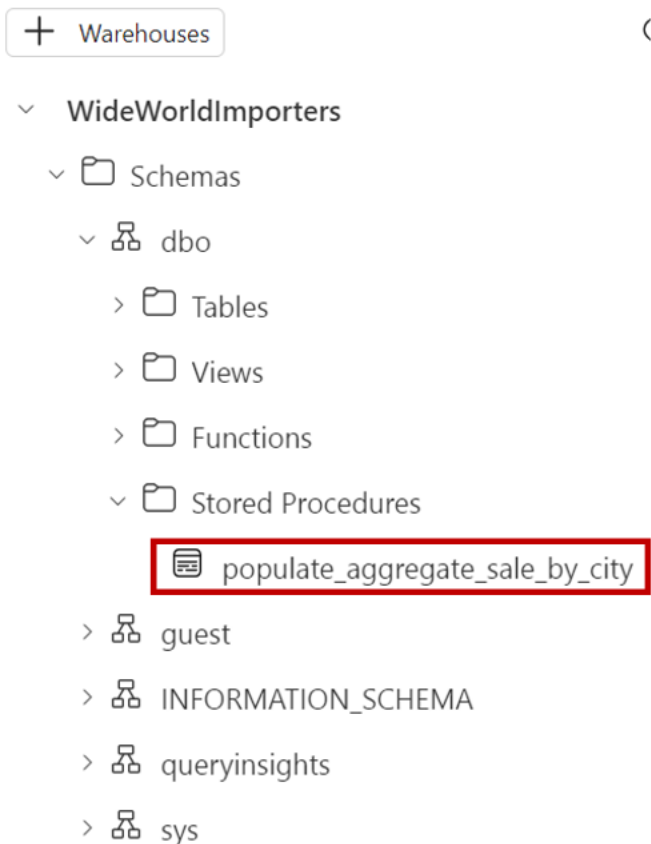 Warehouses
WideWorldImporters
Schemas
dbo
Tables
Views
Functions
Stored Procedures
populate_aggregate_sale_by_city
guest
INFORMATION_SCHEMA
queryinsights
sys